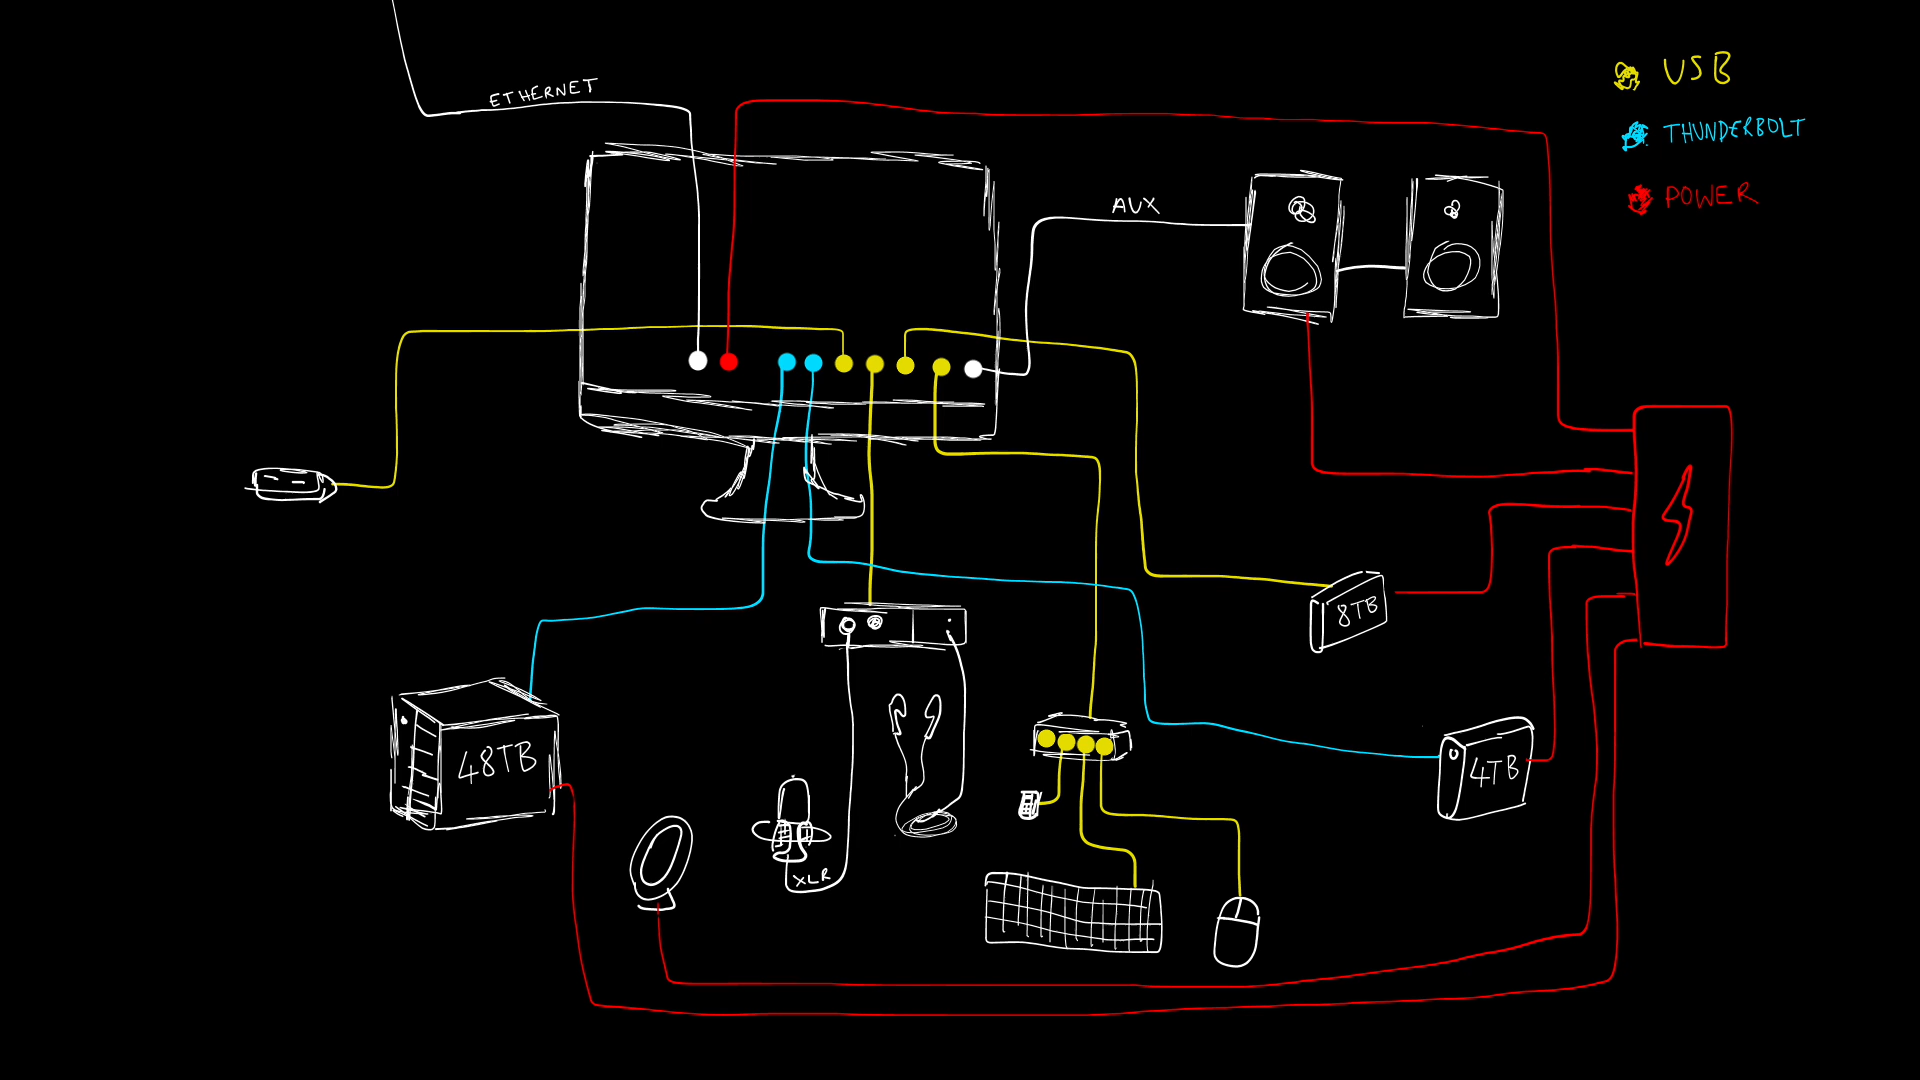 ETHERNET
USB
THUNDERBOLT
POWER
AUX
8TB
48TB
4TB
XLR